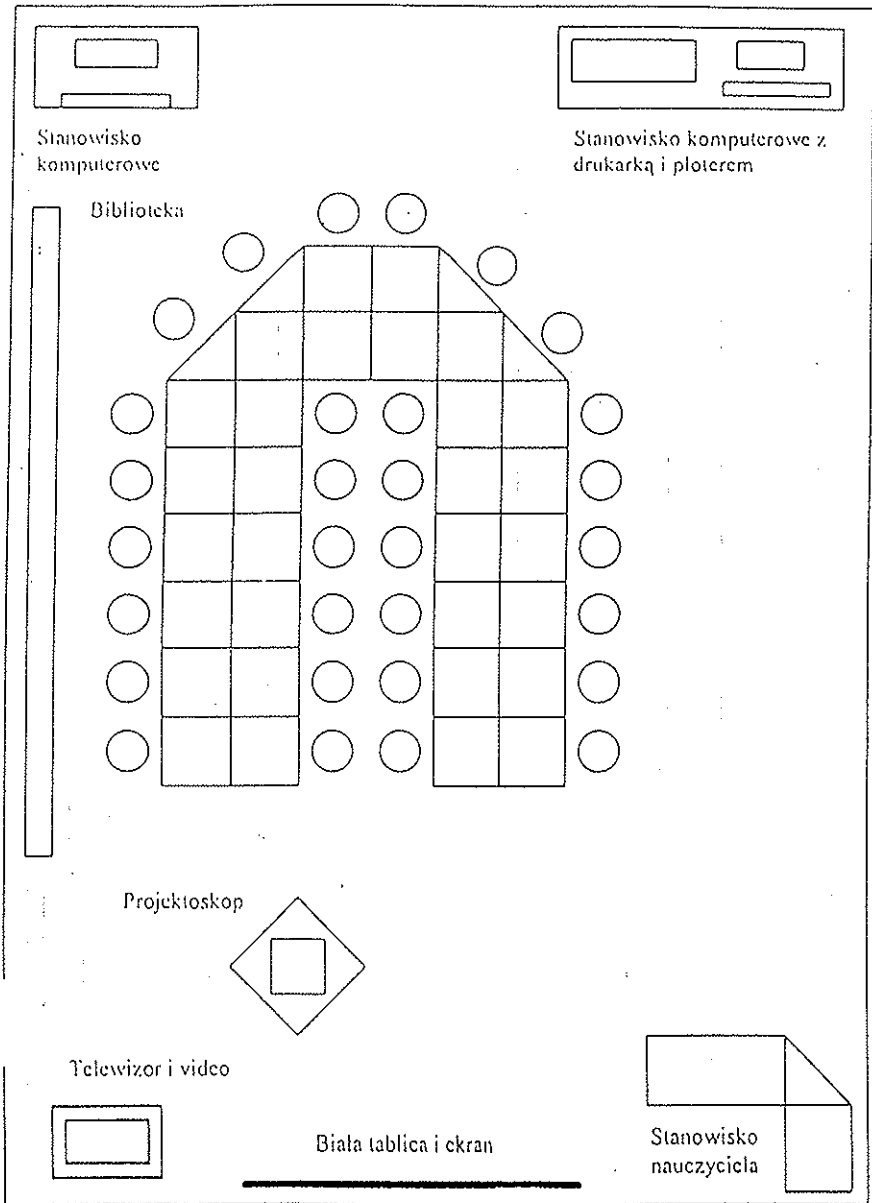 Stanowisko
komputerowe
Stanowisko komputerowe z
drukarką i ploterem
Biblioteka
Projektoskop
Telewizor i video
Biała tablica i ekran
Stanowisko
nauczyciela